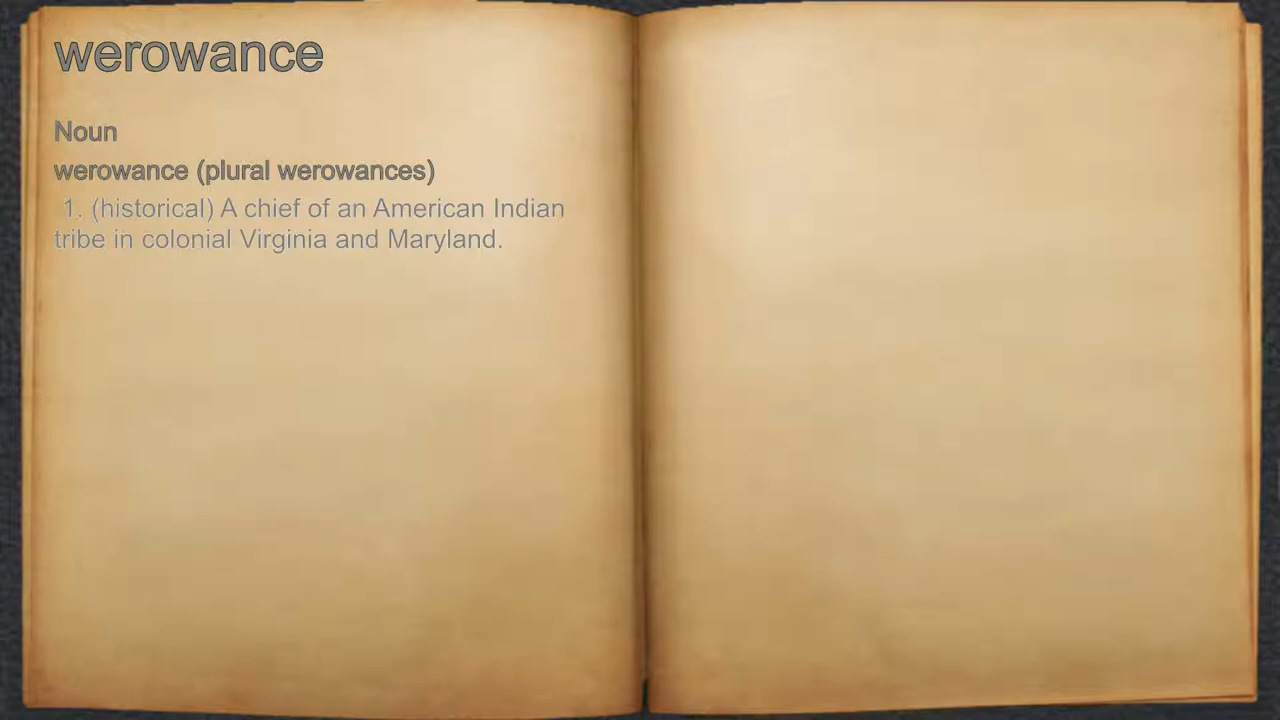 werowance
Noun
werowance (plural werowances)
1. (historical) A chief of an American Indian
tribe in colonial Virginia and Maryland.